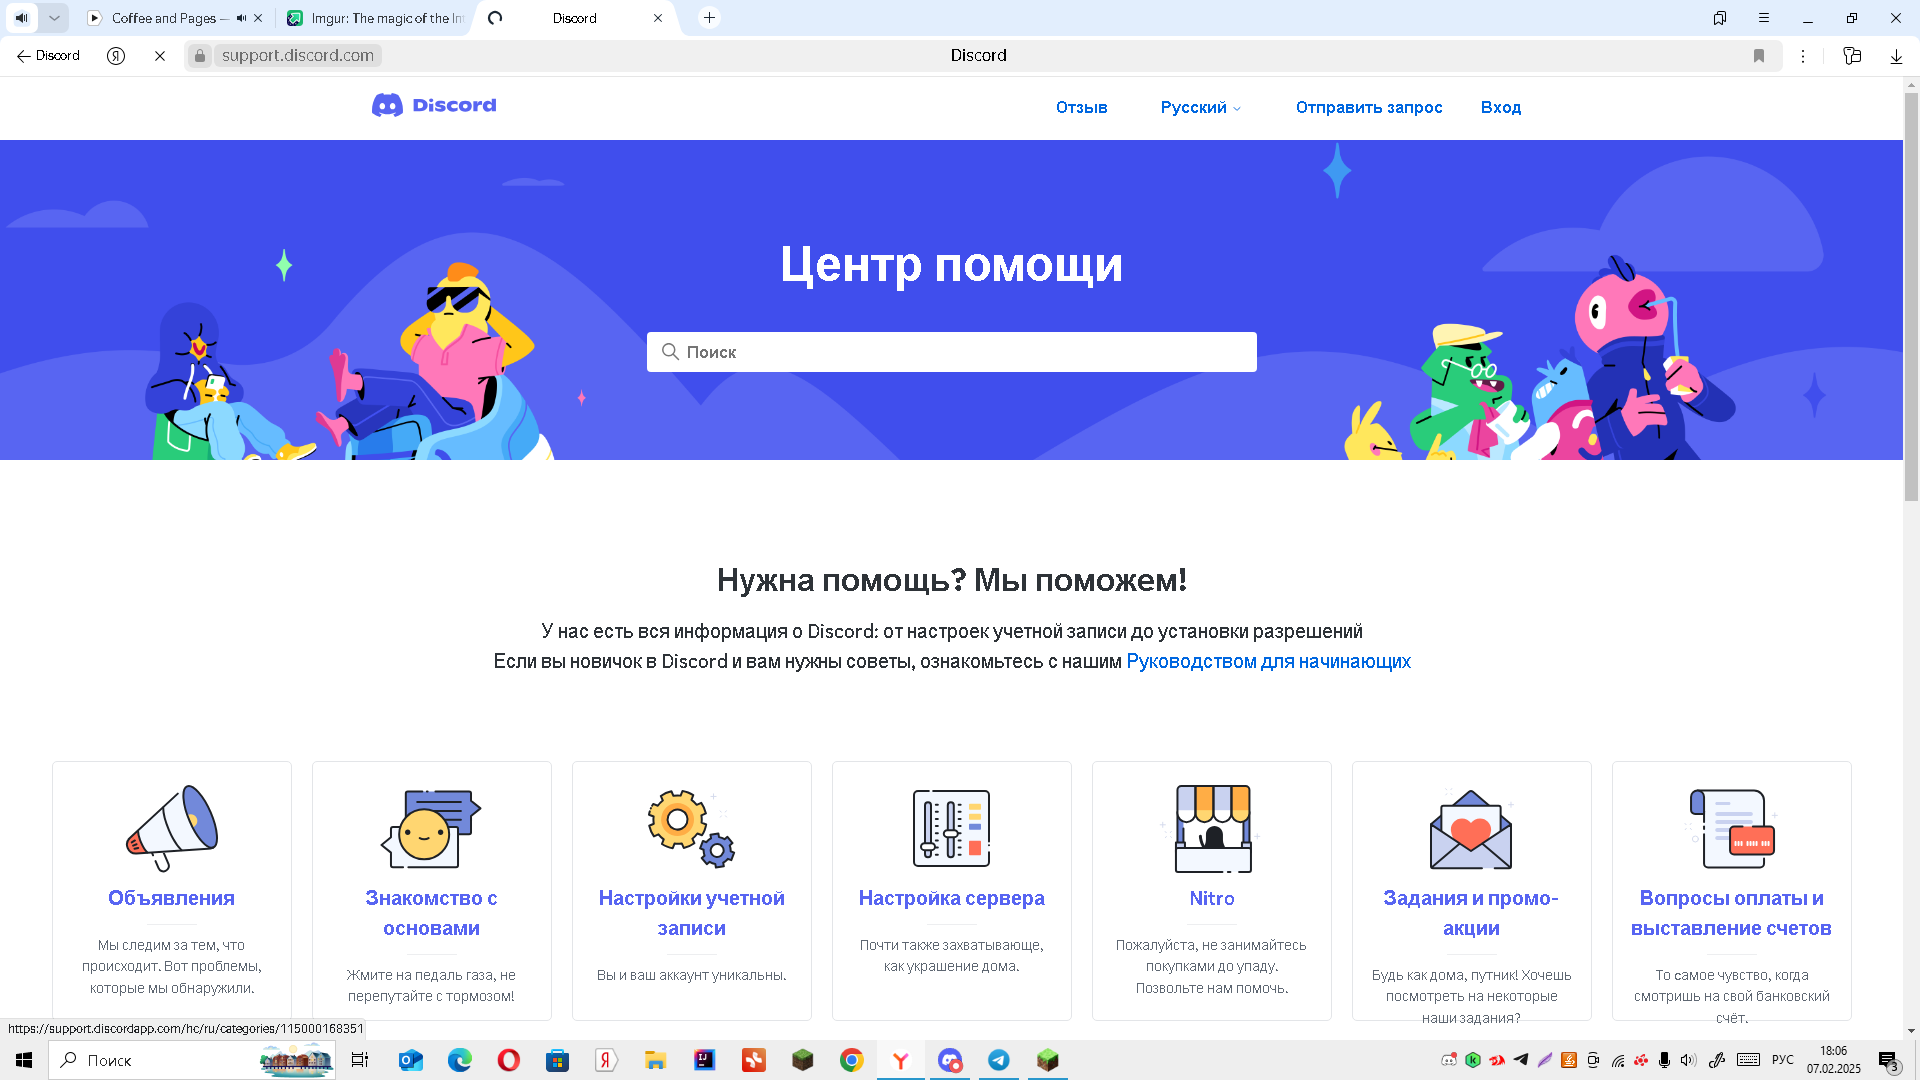 Coffee and Pages —
Imgur: The magic of the Int
Discord
Discord
support.discord.com
Discord
Discord
Отзыв
Русский
Отправить запрос
Вход
Центр помощи
Поиск
Нужна помощь? Мы поможем!
У нас есть вся информация о Discord: от настроек учетной записи до установки разрешений
Если вы новичок в Discord и вам нужны советы, ознакомьтесь с нашим Руководством для начинающих
Объявления
Мы следим за тем, что
происходит. Вот проблемы,
которые мы обнаружили.
Знакомство с
основами
Жмите на педаль газа, не
перепутайте с тормозом!
Настройки учетной
записи
Вы и ваш аккаунт уникальны.
Настройка сервера
Почти также захватывающе,
как украшение дома.
Nitro
Пожалуйста, не занимайтесь
покупками до упаду.
Позвольте нам помочь.
Задания и промо-
акции
Будь как дома, путник! Хочешь
посмотреть на некоторые
наши задания?
Вопросы оплаты и
выставление счетов
То самое чувство, когда
смотришь на свой банковский
счёт.
https://support.discordapp.com/hc/ru/categories/115000168351
Поиск
РУС
18:06
07.02.2025
3